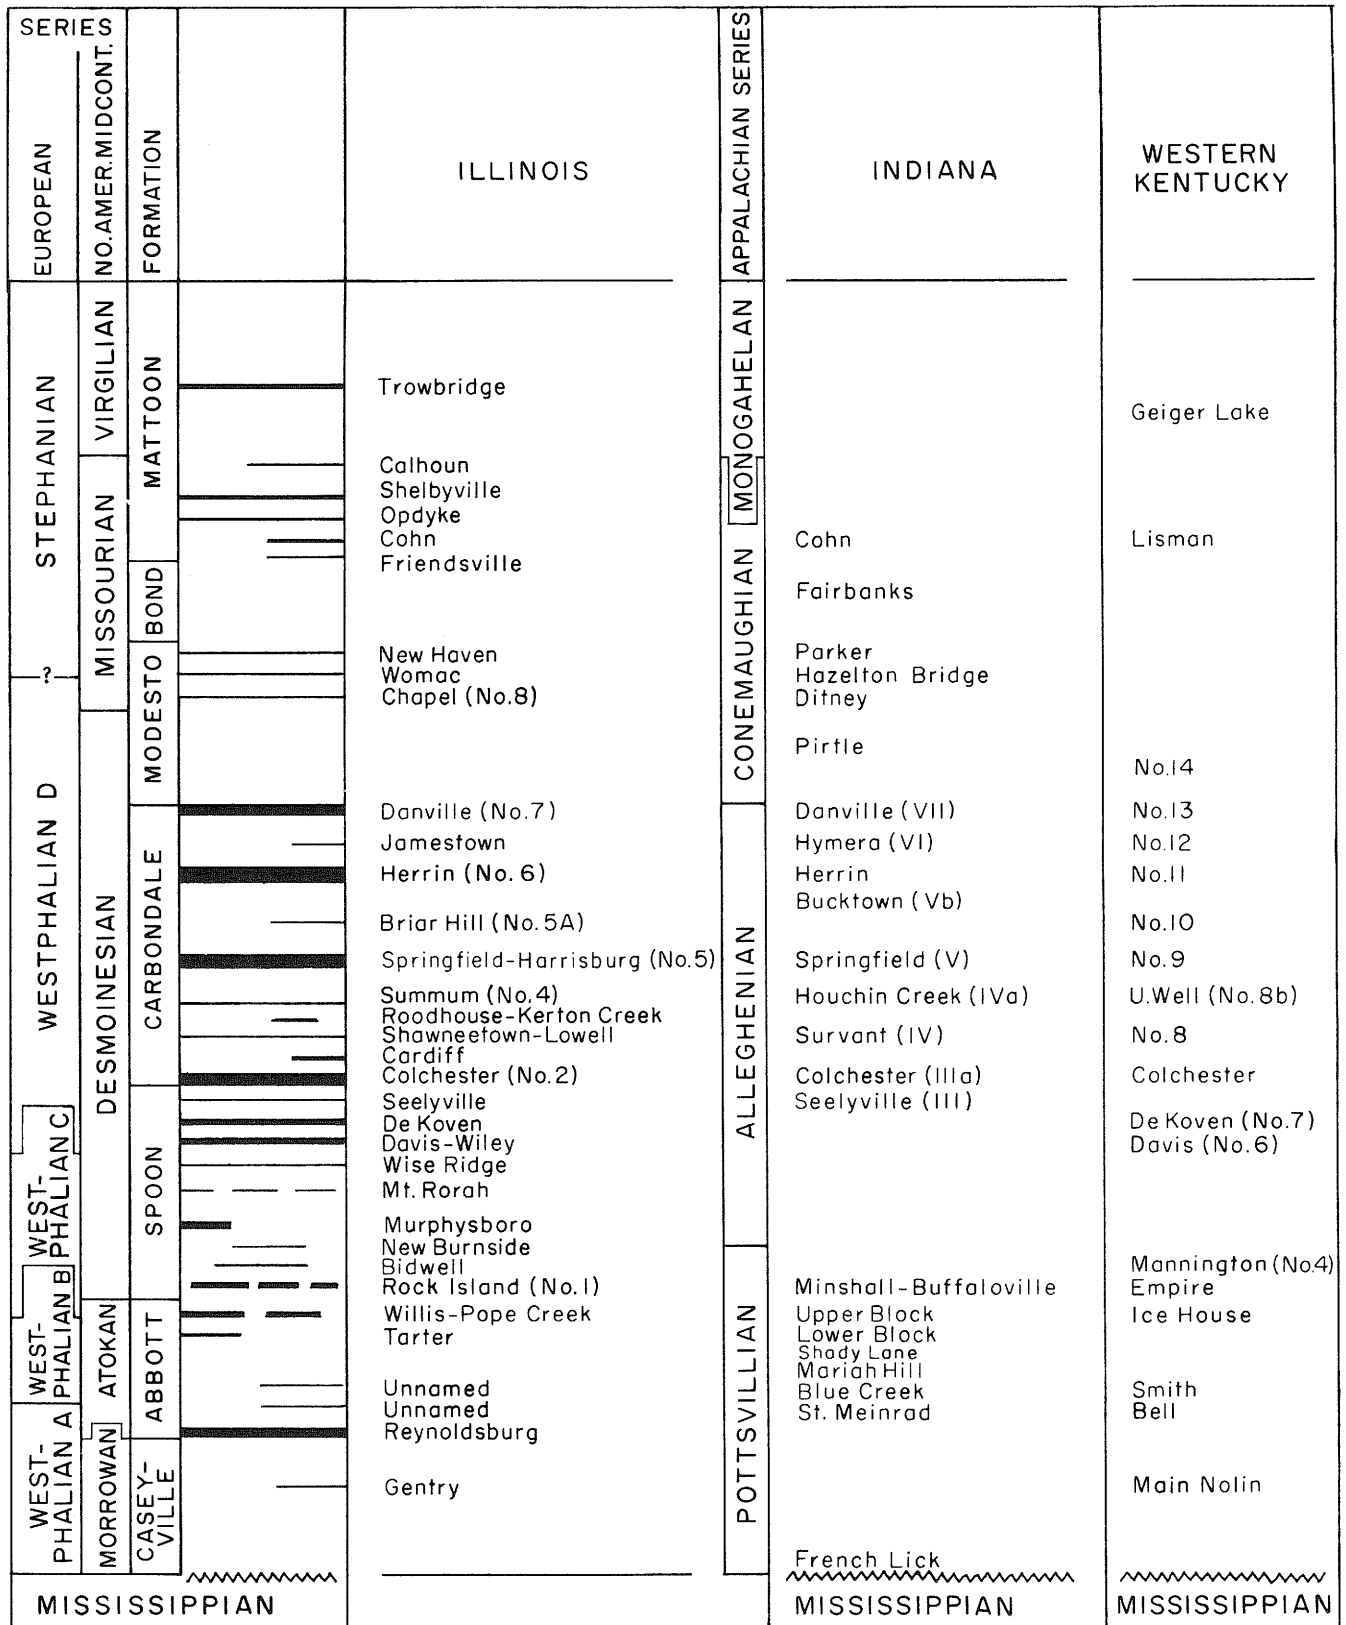 SERIES
EUROPEAN
NO. AMER. MIDCONT.
FORMATION
ILLINOIS
APPALACHIAN SERIES
INDIANA
WESTERN
KENTUCKY
STEPHANIAN
?
WESTPHALIAN D
WEST-
PHALIAN C
WEST-
PHALIAN B
WEST-
PHALIAN A
VIRGILIAN
MISSOURIAN
DESMOINESIAN
ATOKAN
MORROWAN
MATTOON
BOND
MODESTO
CARBONDALE
SPOON
ABBOTT
CASEY-
VILLE
Trowbridge
Calhoun
Shelbyville
Opdyke
Cohn
Friendsville
New Haven
Womac
Chapel (No.8)
Danville (No.7)
Jamestown
Herrin (No. 6)
Briar Hill (No. 5A)
Springfield-Harrisburg (No.5)
Summum (No.4)
Roodhouse-Kerton Creek
Shawneetown-Lowell
Cardiff
Colchester (No.2)
Seelyville
De Koven
Davis-Wiley
Wise Ridge
Mt. Rorah
Murphysboro
New Burnside
Bidwell
Rock Island (No.1)
Willis-Pope Creek
Tarter
Unnamed
Unnamed
Reynoldsburg
Gentry
MONOGAHELAN
CONEMAUGHIAN
ALLEGHENIAN
POTTSVILLIAN
Cohn
Fairbanks
Parker
Hazelton Bridge
Ditney
Pirtle
Danville (VII)
Hymera (VI)
Herrin
Bucktown (Vb)
Springfield (V)
Houchin Creek (IVa)
Survant (IV)
Colchester (IIIa)
Seelyville (III)
Minshall-Buffaloville
Upper Block
Lower Block
Shady Lane
Mariah Hill
Blue Creek
St. Meinrad
French Lick
Geiger Lake
Lisman
No.14
No.13
No.12
No.11
No.10
No.9
U.Well (No.8b)
No.8
Colchester
De Koven (No.7)
Davis (No.6)
Mannington (No.4)
Empire
Ice House
Smith
Bell
Main Nolin
MISSISSIPPIAN
MISSISSIPPIAN
MISSISSIPPIAN